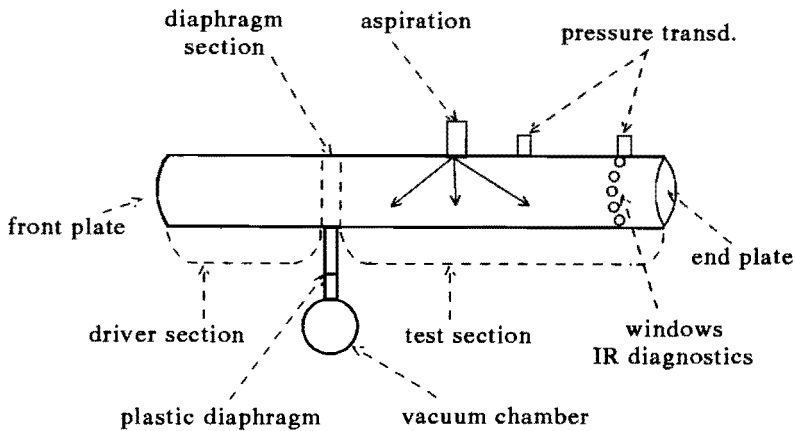 diaphragm
section
aspiration
pressure transd.
front plate
end plate
driver section
test section
windows
IR diagnostics
plastic diaphragm
vacuum chamber